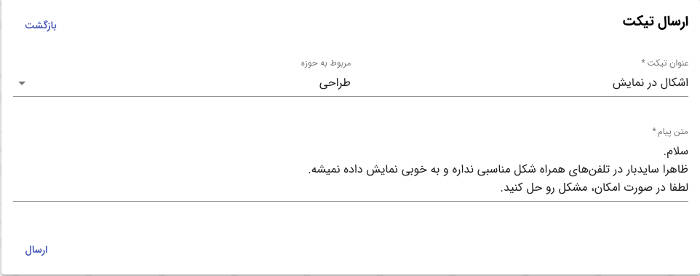 ارسال تیکت
بازگشت
عنوان تیکت *
مربوط به حوزه
اشکال در نمایش
طراحی
متن پیام *
سلام.
ظاهرا سایدبار در تلفن‌های همراه شکل مناسبی نداره و به خوبی نمایش داده نمیشه.
لطفا در صورت امکان، مشکل رو حل کنید.
ارسال